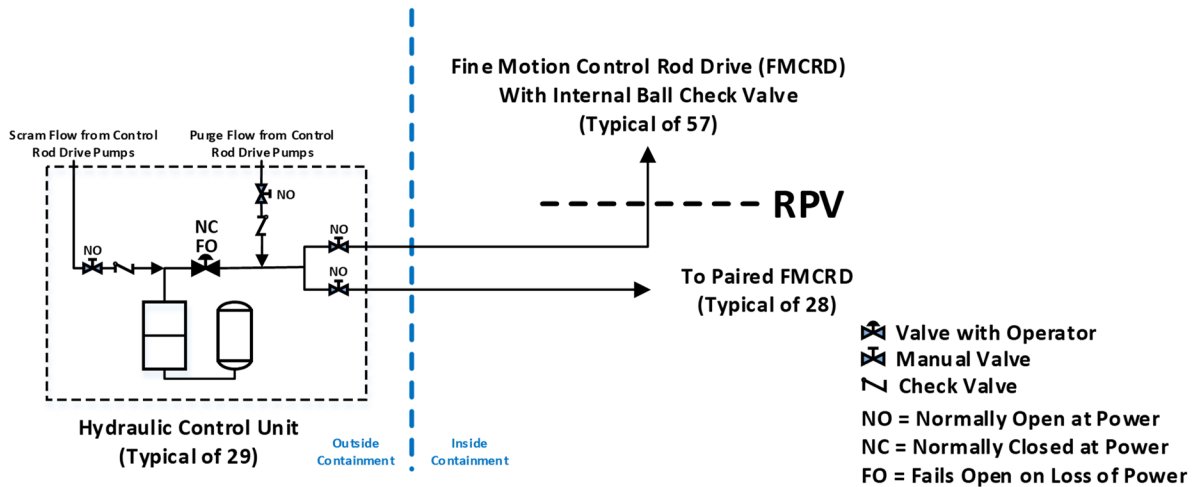 Fine Motion Control Rod Drive (FMCRD)
With Internal Ball Check Valve
(Typical of 57)
Scram Flow from Control
Rod Drive Pumps
Purge Flow from Control
Rod Drive Pumps
NO
RPV
NC
FO
NO
NO
NO
To Paired FMCRD
(Typical of 28)
Valve with Operator
Manual Valve
Check Valve
NO = Normally Open at Power
NC = Normally Closed at Power
FO = Fails Open on Loss of Power
Hydraulic Control Unit
(Typical of 29)
Outside
Containment
Inside
Containment